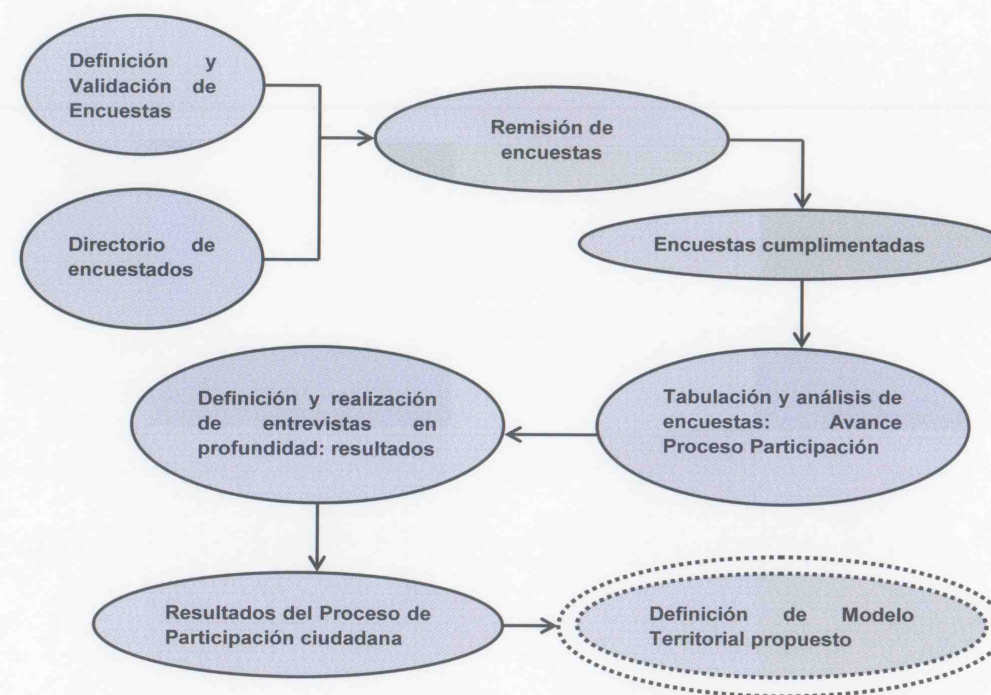 Definición y
Validación de
Encuestas
Directorio de
encuestados
Remisión de
encuestas
Encuestas cumplimentadas
Tabulación y análisis de
encuestas: Avance
Proceso Participación
Definición y realización
de entrevistas en
profundidad: resultados
Resultados del Proceso de
Participación ciudadana
Definición de Modelo
Territorial propuesto